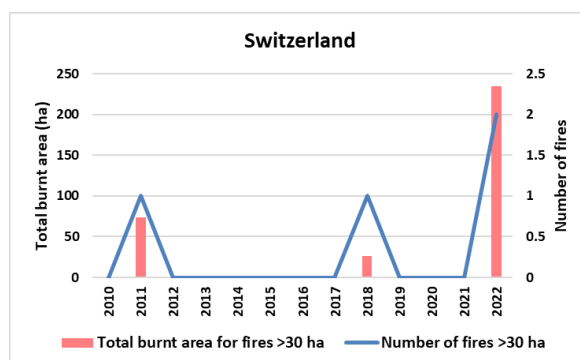 Switzerland
Total burnt area (ha)
250
200
150
100
50
0
2.5
2
1.5
1
0.5
0
Number of fires
2010 2011 2012 2013 2014 2015 2016 2017 2018 2019 2020 2021 2022
Total burnt area for fires >30 ha Number of fires >30 ha